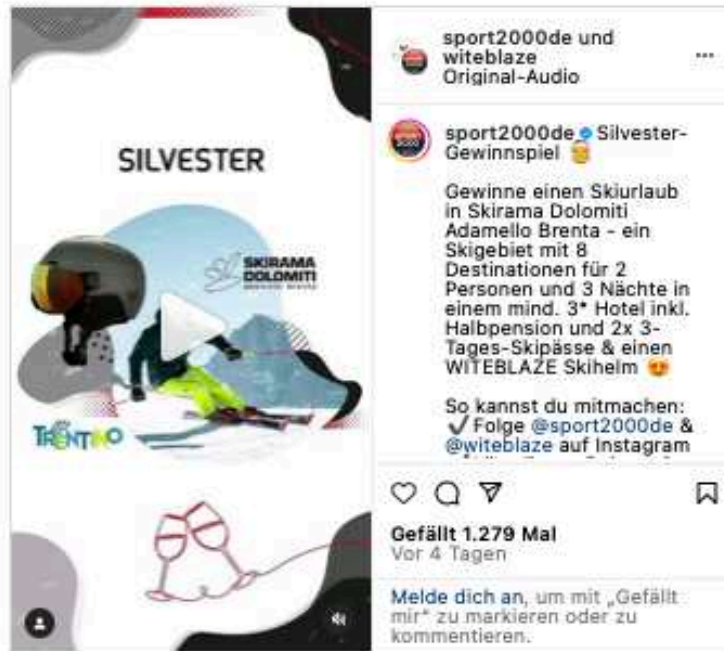 SILVESTER
SKIRAMA
DOLOMITI
TRENTINO
sport2000de und
witeblaze
Original-Audio
sport2000de Silvester-
Gewinnspiel
Gewinne einen Skiurlaub
in Skirama Dolomiti
Adamello Brenta - ein
Skigebiet mit 8
Destinationen für 2
Personen und 3 Nächte in
einem mind. 3* Hotel inkl.
Halbpension und 2x 3-
Tages-Skipässe & einen
WITEBLAZE Skihelm 😍
So kannst du mitmachen:
✓ Folge @sport2000de &
@witeblaze auf Instagram
Gefällt 1.279 Mal
Vor 4 Tagen
Melde dich an, um mit „Gefällt
mir“ zu markieren oder zu
kommentieren.